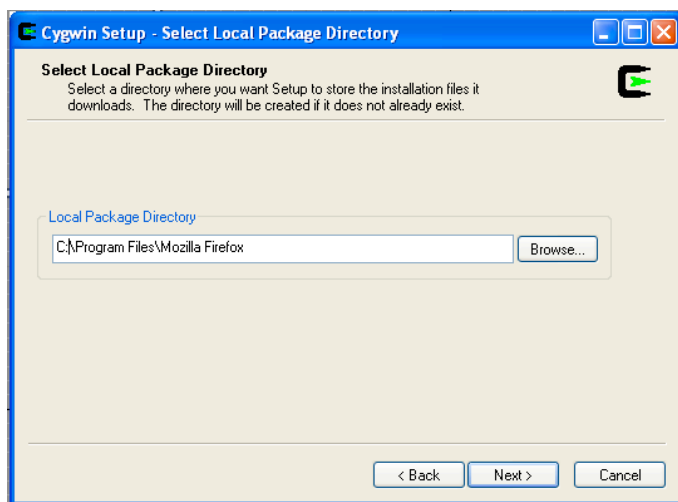 Cygwin Setup - Select Local Package Directory
Select Local Package Directory
Select a directory where you want Setup to store the installation files it
downloads. The directory will be created if it does not already exist.
Local Package Directory
C:\Program Files\Mozilla Firefox
Browse...
< Back
Next >
Cancel